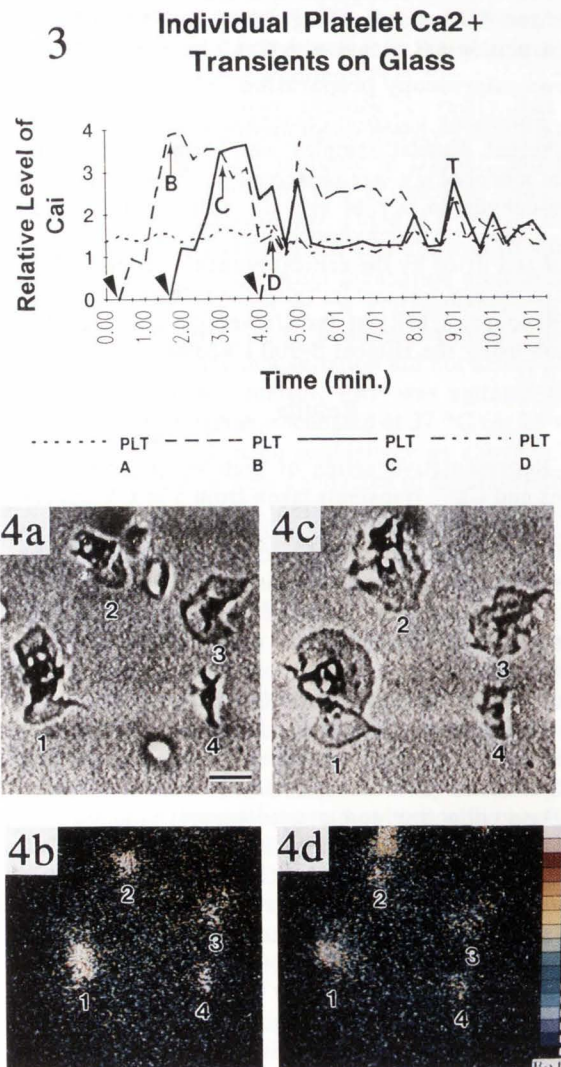 3
Individual Platelet Ca2+
Transients on Glass
Relative Level of
Cai
4
3
2
1
0
B
C
D
T
0.00
1.00
2.00
3.00
4.00
5.00
6.01
7.01
8.01
9.01
10.01
11.01
Time (min.)
PLT PLT PLT PLT
A B C D
4a
2
3
1
4
4c
2
3
1
4
4b
2
3
1
4
4d
2
3
1
4